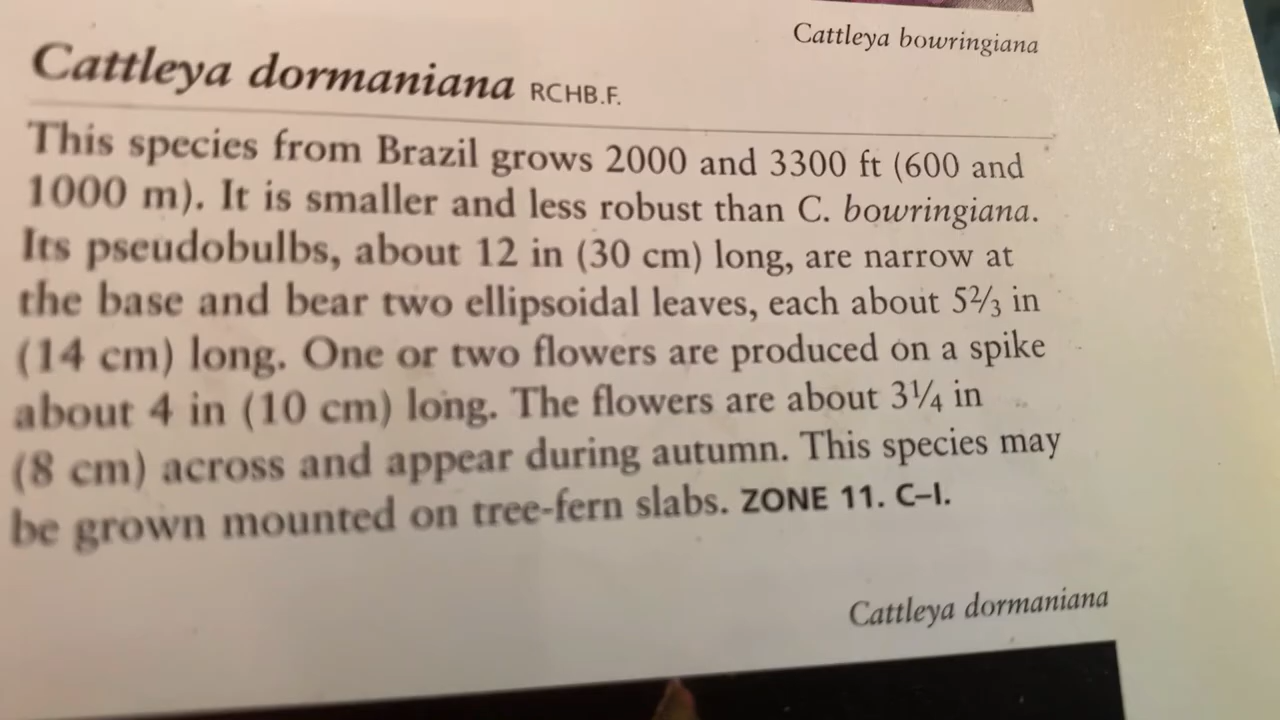 Cattleya bowringiana
Cattleya dormaniana RCHB.F.
This species from Brazil grows 2000 and 3300 ft (600 and
1000 m). It is smaller and less robust than C. bowringiana.
Its pseudobulbs, about 12 in (30 cm) long, are narrow at
the base and bear two ellipsoidal leaves, each about 5⅔ in
(14 cm) long. One or two flowers are produced on a spike
about 4 in (10 cm) long. The flowers are about 3¼ in
(8 cm) across and appear during autumn. This species may
be grown mounted on tree-fern slabs. ZONE 11. C–I.
Cattleya dormaniana